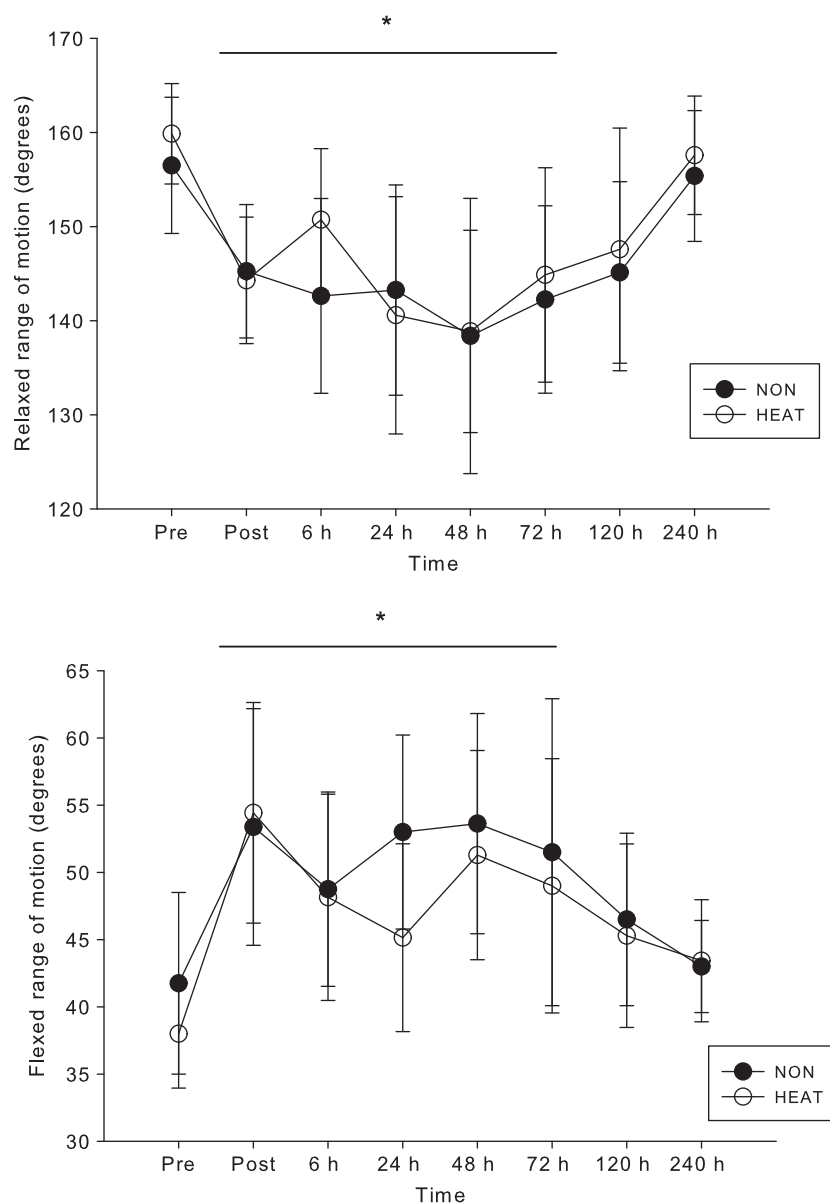 *
170
160
150
140
130
120
Relaxed range of motion (degrees)
NON
HEAT
Pre Post 6 h 24 h 48 h 72 h 120 h 240 h
Time
*
65
60
55
50
45
40
35
30
Flexed range of motion (degrees)
NON
HEAT
Pre Post 6 h 24 h 48 h 72 h 120 h 240 h
Time